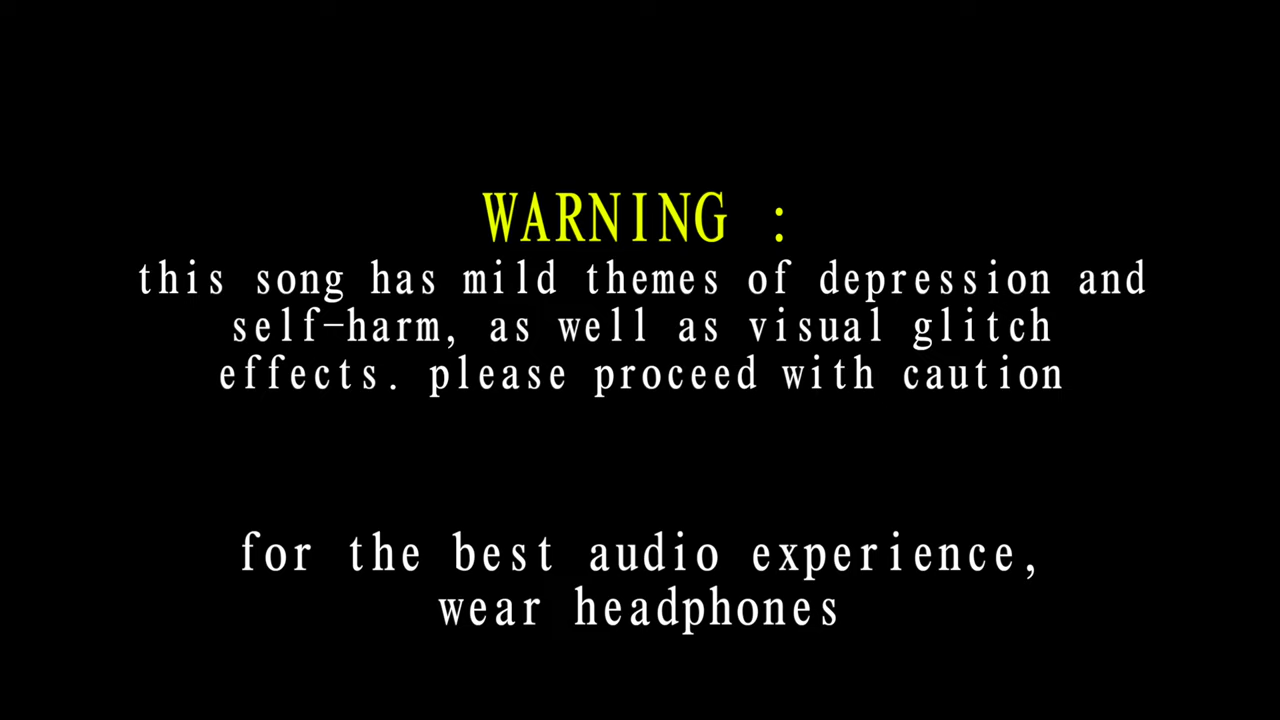 WARNING :
this song has mild themes of depression and
self-harm, as well as visual glitch
effects. please proceed with caution
for the best audio experience,
wear headphones